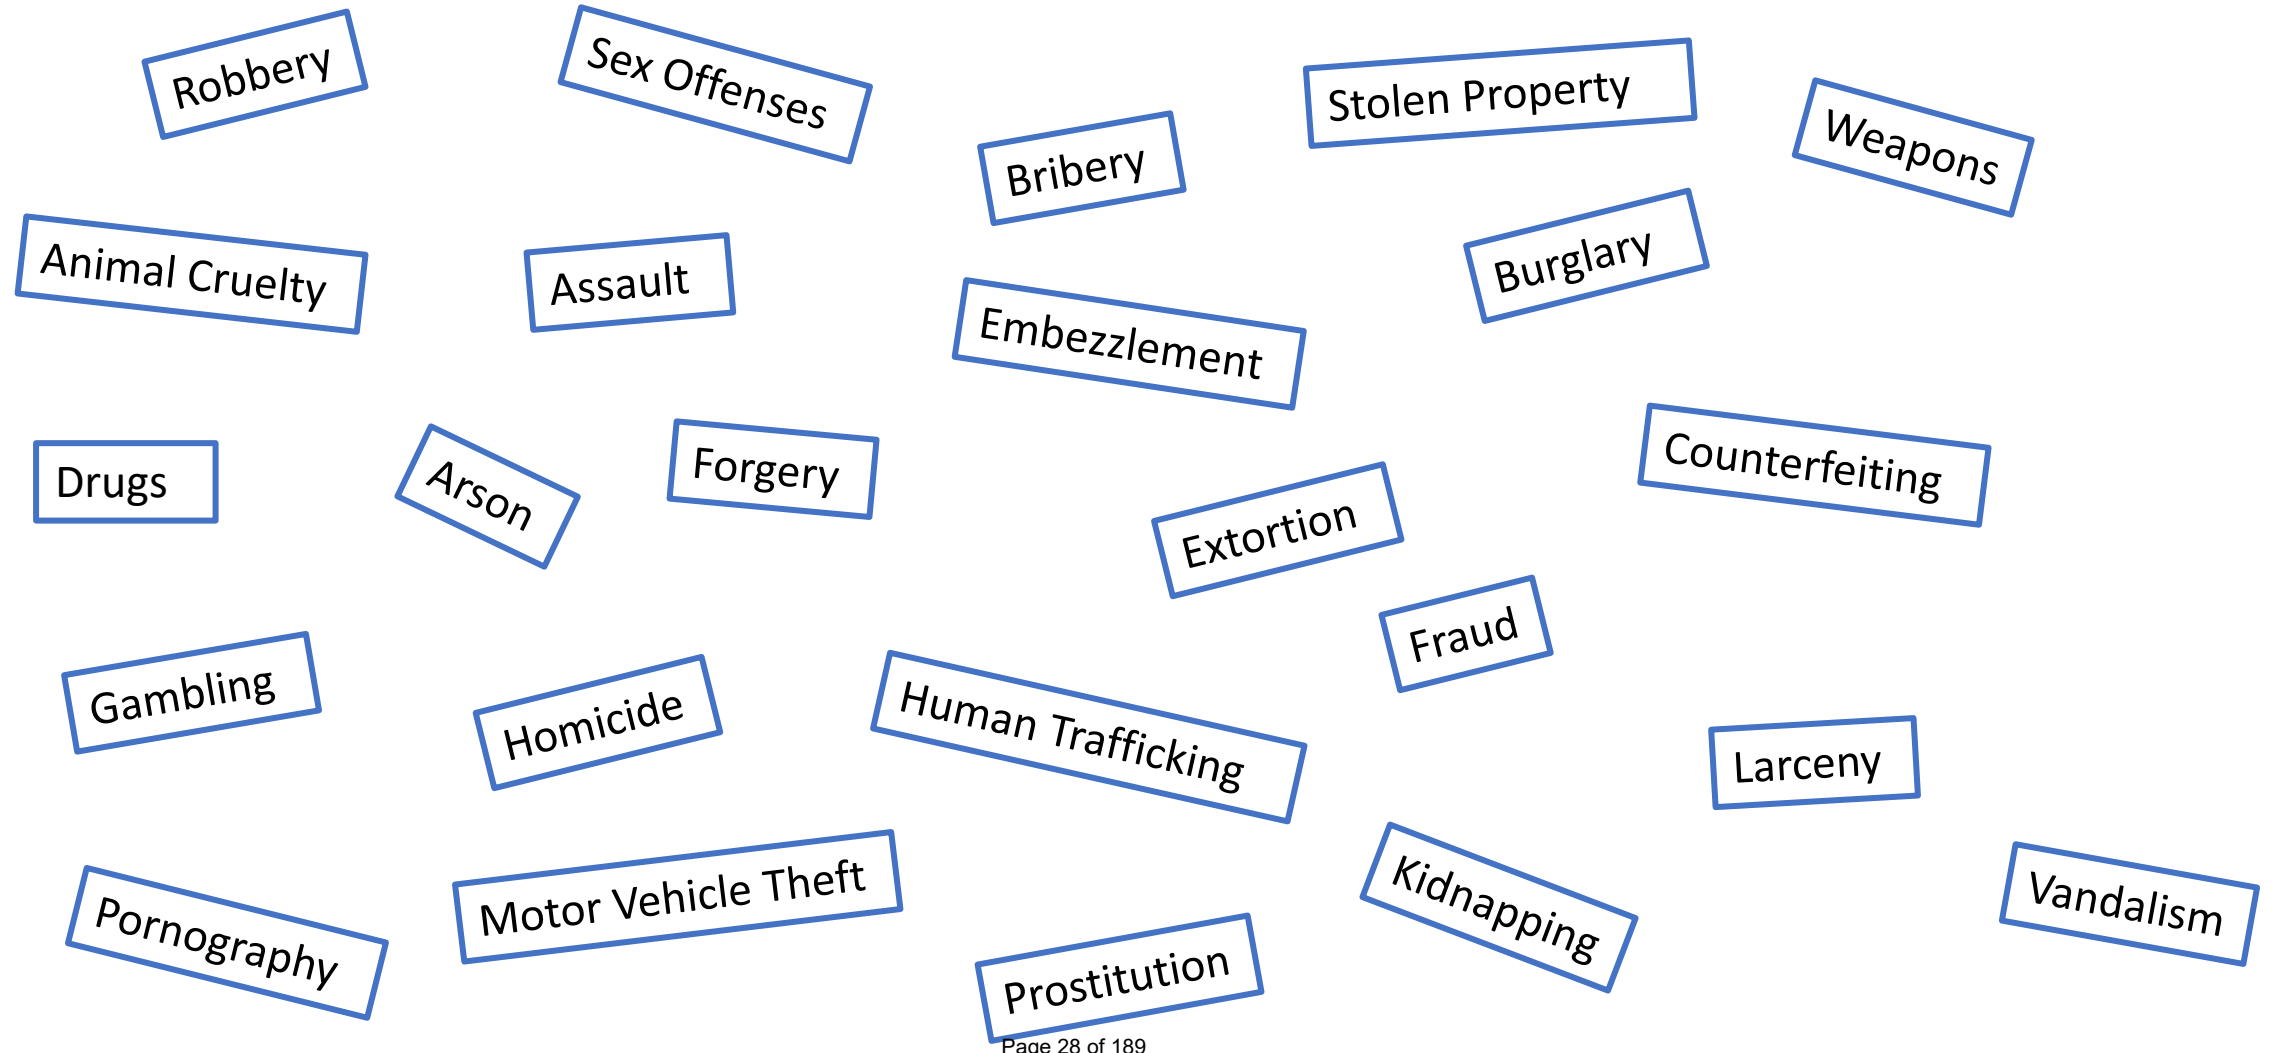 Robbery
Sex Offenses
Stolen Property
Weapons
Bribery
Animal Cruelty
Assault
Burglary
Embezzlement
Drugs
Arson
Forgery
Counterfeiting
Extortion
Fraud
Gambling
Homicide
Human Trafficking
Larceny
Pornography
Motor Vehicle Theft
Kidnapping
Vandalism
Prostitution
Page 28 of 189